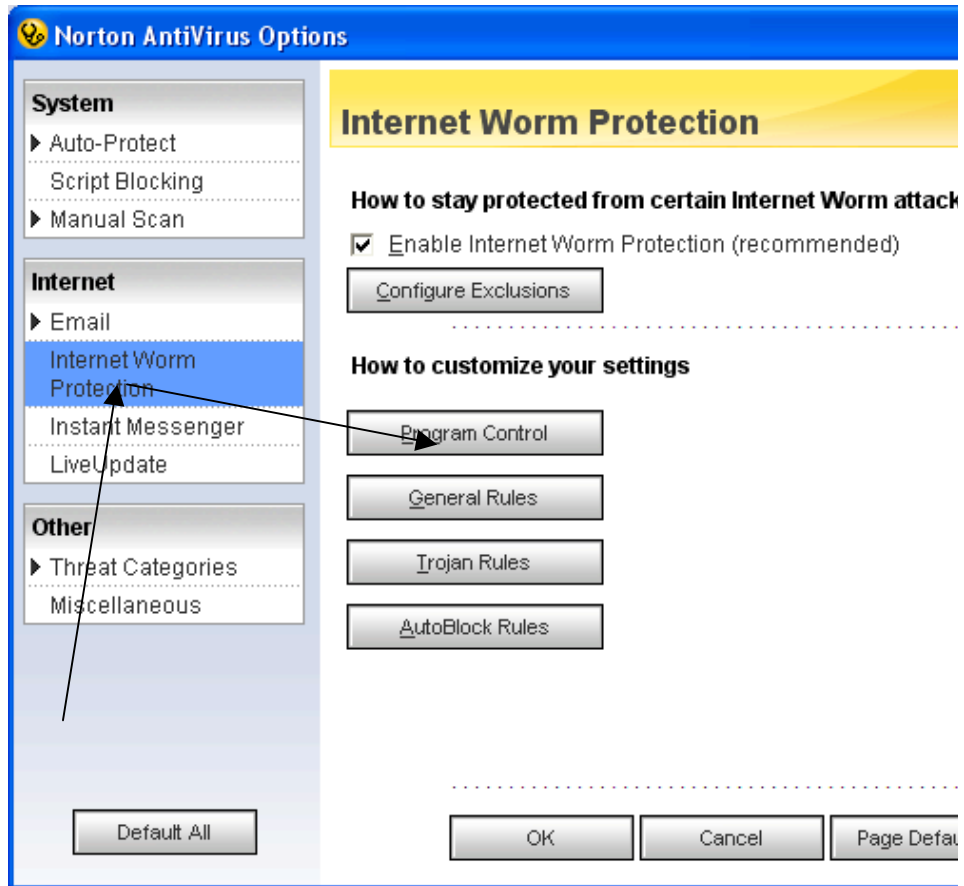 Norton AntiVirus Options
System
Auto-Protect
Script Blocking
Manual Scan
Internet
Email
Internet Worm
Protection
Instant Messenger
LiveUpdate
Other
Threat Categories
Miscellaneous
Default All
Internet Worm Protection
How to stay protected from certain Internet Worm attack
Enable Internet Worm Protection (recommended)
Configure Exclusions
How to customize your settings
Program Control
General Rules
Trojan Rules
AutoBlock Rules
OK
Cancel
Page Defau